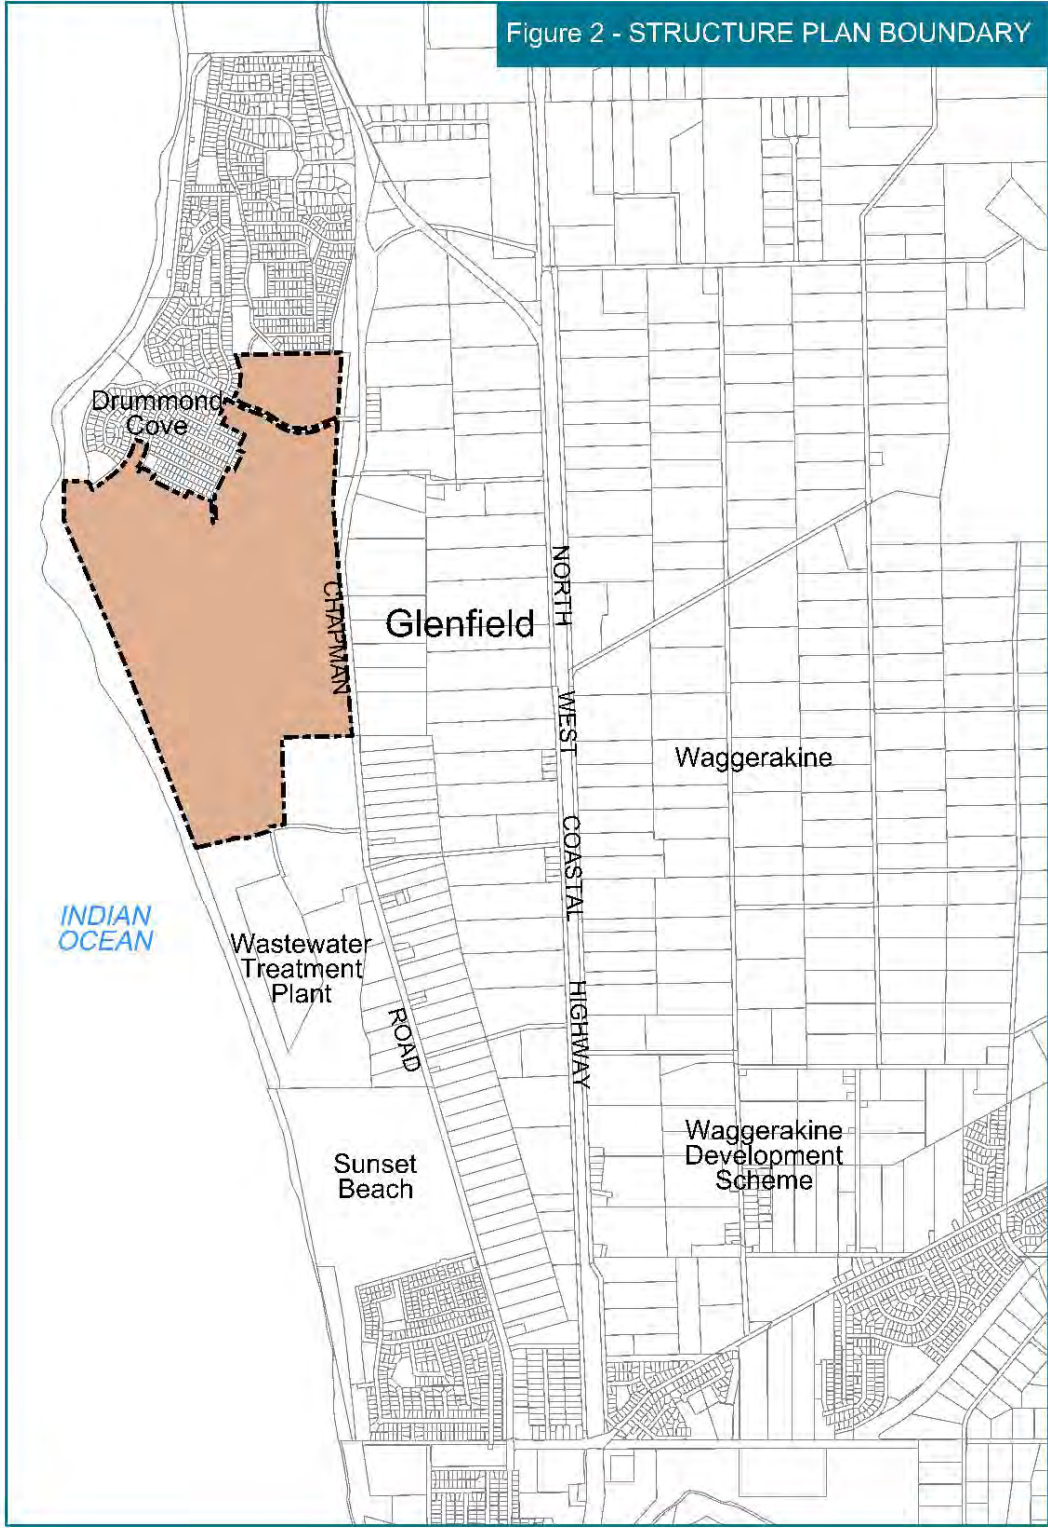 Figure 2 - STRUCTURE PLAN BOUNDARY
Drummond
Cove
NORTH
CHAPMAN
Glenfield
WEST
Waggerakine
COASTAL
INDIAN
OCEAN
Wastewater
Treatment
Plant
HIGHWAY
ROAD
Waggerakine
Development
Scheme
Sunset
Beach